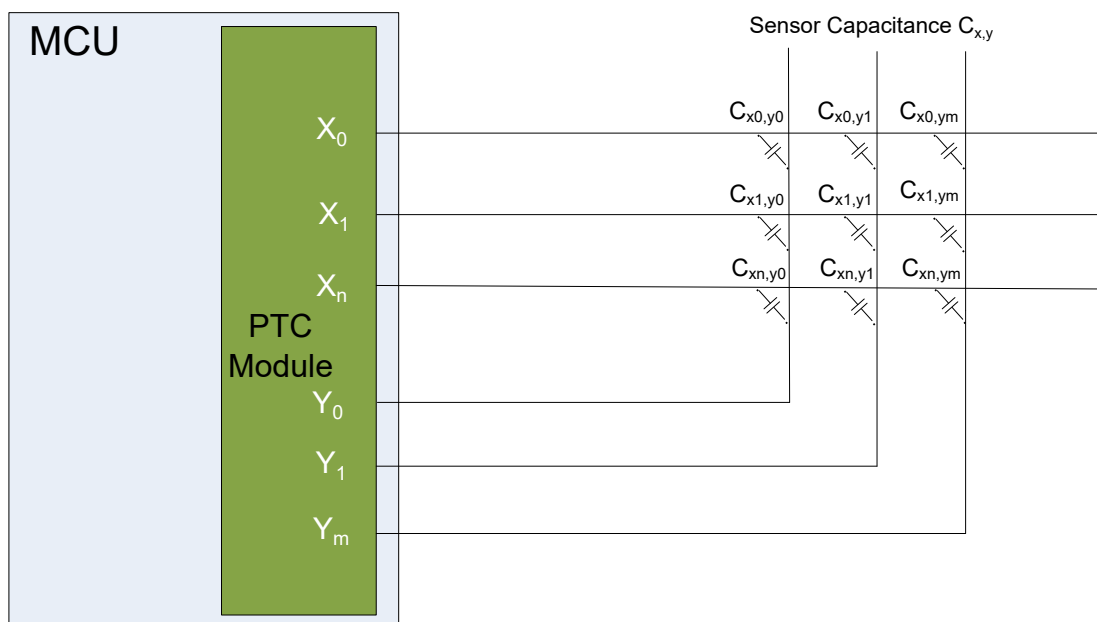 MCU
Sensor Capacitance Cx,y
Cx0,y0 Cx0,y1 Cx0,ym
X0
Cx1,y0 Cx1,y1 Cx1,ym
X1
Cxn,y0 Cxn,y1 Cxn,ym
Xn
PTC
Module
Y0
Y1
Ym